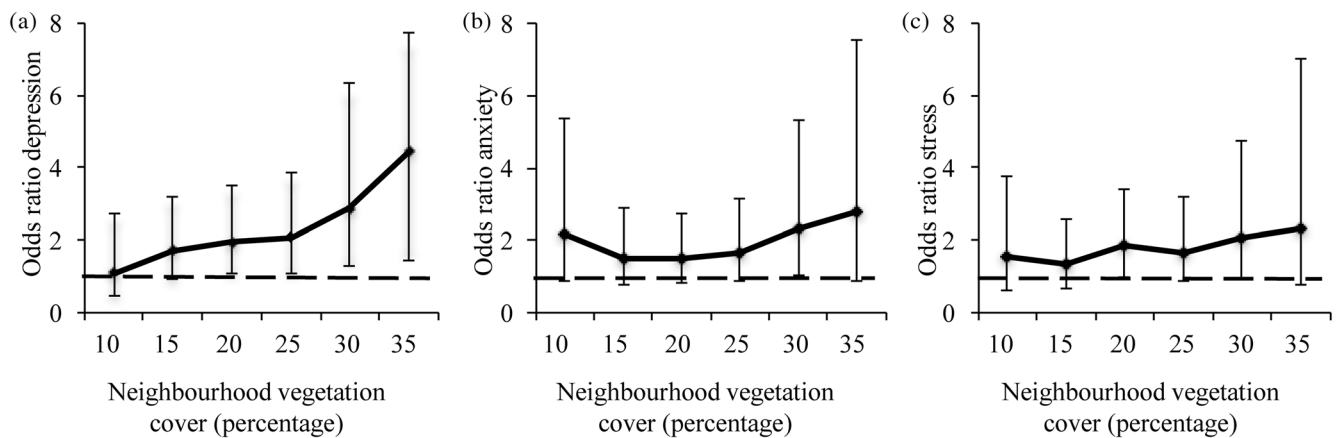 (a)
Odds ratio depression
8
6
4
2
0
10 15 20 25 30 35
Neighbourhood vegetation
cover (percentage)
(b)
Odds ratio anxiety
8
6
4
2
0
10 15 20 25 30 35
Neighbourhood vegetation
cover (percentage)
(c)
Odds ratio stress
8
6
4
2
0
10 15 20 25 30 35
Neighbourhood vegetation
cover (percentage)